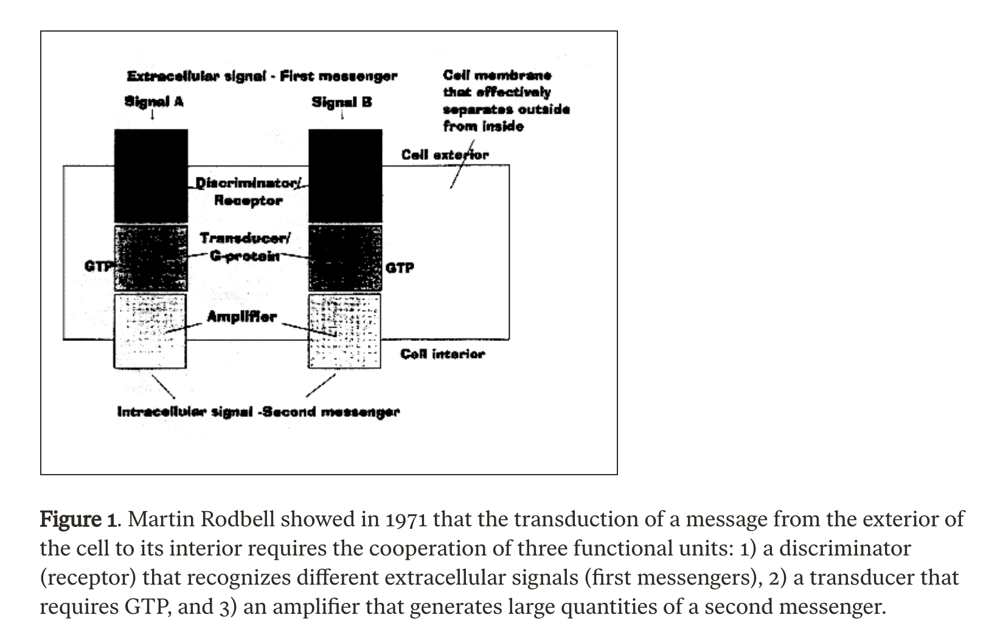 Extracellular signal - First messenger
Signal A
Signal B
Cell membrane
that effectively
separates outside
from inside
Cell exterior
Discriminator/
Receptor
Transducer/
G-protein
GTP
GTP
Amplifier
Cell interior
Intracellular signal -Second messenger
Figure 1. Martin Rodbell showed in 1971 that the transduction of a message from the exterior of
the cell to its interior requires the cooperation of three functional units: 1) a discriminator
(receptor) that recognizes different extracellular signals (first messengers), 2) a transducer that
requires GTP, and 3) an amplifier that generates large quantities of a second messenger.